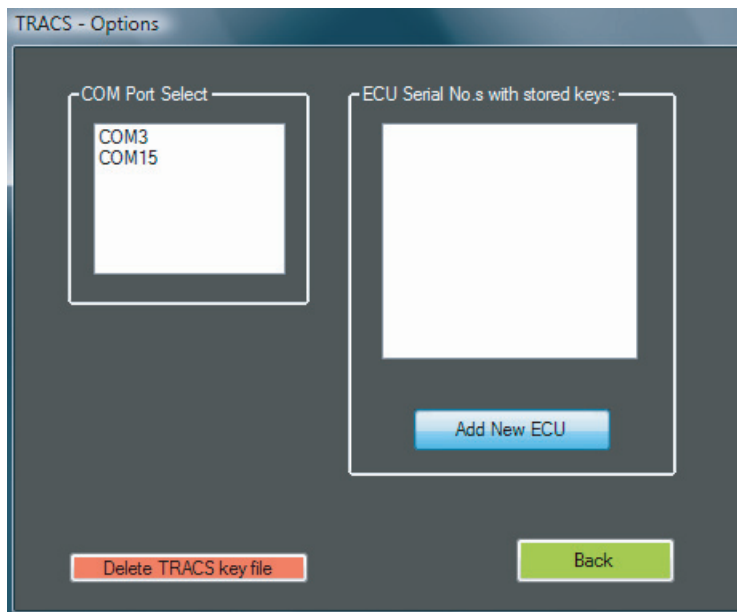 TRACS - Options
COM Port Select
COM3
COM15
ECU Serial No.s with stored keys:
Add New ECU
Delete TRACS key file
Back